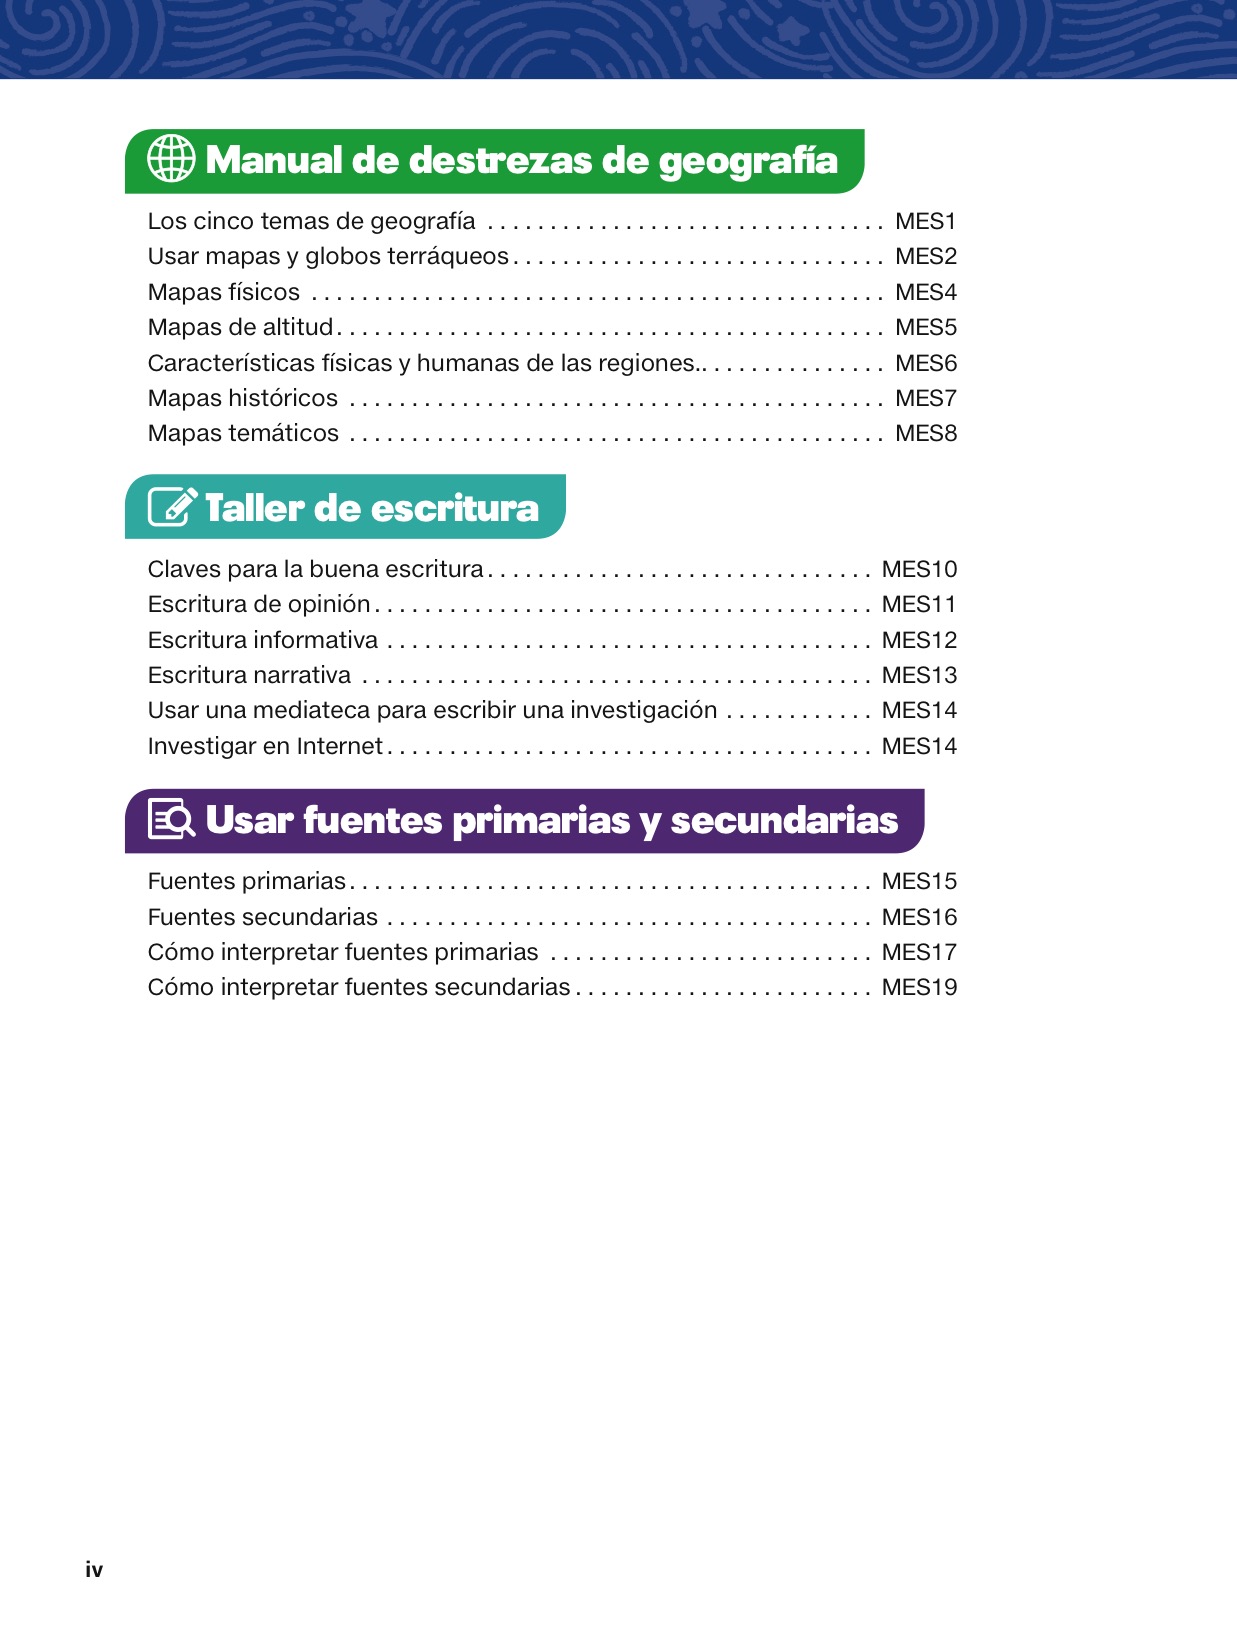 Manual de destrezas de geografía
Los cinco temas de geografía . . . . . . . . . . . . . . . . . . . . . . . . . . . . . . . . MES1
Usar mapas y globos terráqueos . . . . . . . . . . . . . . . . . . . . . . . . . . . . . . MES2
Mapas físicos . . . . . . . . . . . . . . . . . . . . . . . . . . . . . . . . . . . . . . . . . . . . . . MES4
Mapas de altitud . . . . . . . . . . . . . . . . . . . . . . . . . . . . . . . . . . . . . . . . . . . . MES5
Características físicas y humanas de las regiones. . . . . . . . . . . . . . . . MES6
Mapas históricos . . . . . . . . . . . . . . . . . . . . . . . . . . . . . . . . . . . . . . . . . . . MES7
Mapas temáticos . . . . . . . . . . . . . . . . . . . . . . . . . . . . . . . . . . . . . . . . . . . MES8
Taller de escritura
Claves para la buena escritura . . . . . . . . . . . . . . . . . . . . . . . . . . . . . . . MES10
Escritura de opinión . . . . . . . . . . . . . . . . . . . . . . . . . . . . . . . . . . . . . . . . MES11
Escritura informativa . . . . . . . . . . . . . . . . . . . . . . . . . . . . . . . . . . . . . . . MES12
Escritura narrativa . . . . . . . . . . . . . . . . . . . . . . . . . . . . . . . . . . . . . . . . . MES13
Usar una mediateca para escribir una investigación . . . . . . . . . . . . MES14
Investigar en Internet . . . . . . . . . . . . . . . . . . . . . . . . . . . . . . . . . . . . . . . MES14
Usar fuentes primarias y secundarias
Fuentes primarias . . . . . . . . . . . . . . . . . . . . . . . . . . . . . . . . . . . . . . . . . . MES15
Fuentes secundarias . . . . . . . . . . . . . . . . . . . . . . . . . . . . . . . . . . . . . . . MES16
Cómo interpretar fuentes primarias . . . . . . . . . . . . . . . . . . . . . . . . . . MES17
Cómo interpretar fuentes secundarias . . . . . . . . . . . . . . . . . . . . . . . . MES19
iv